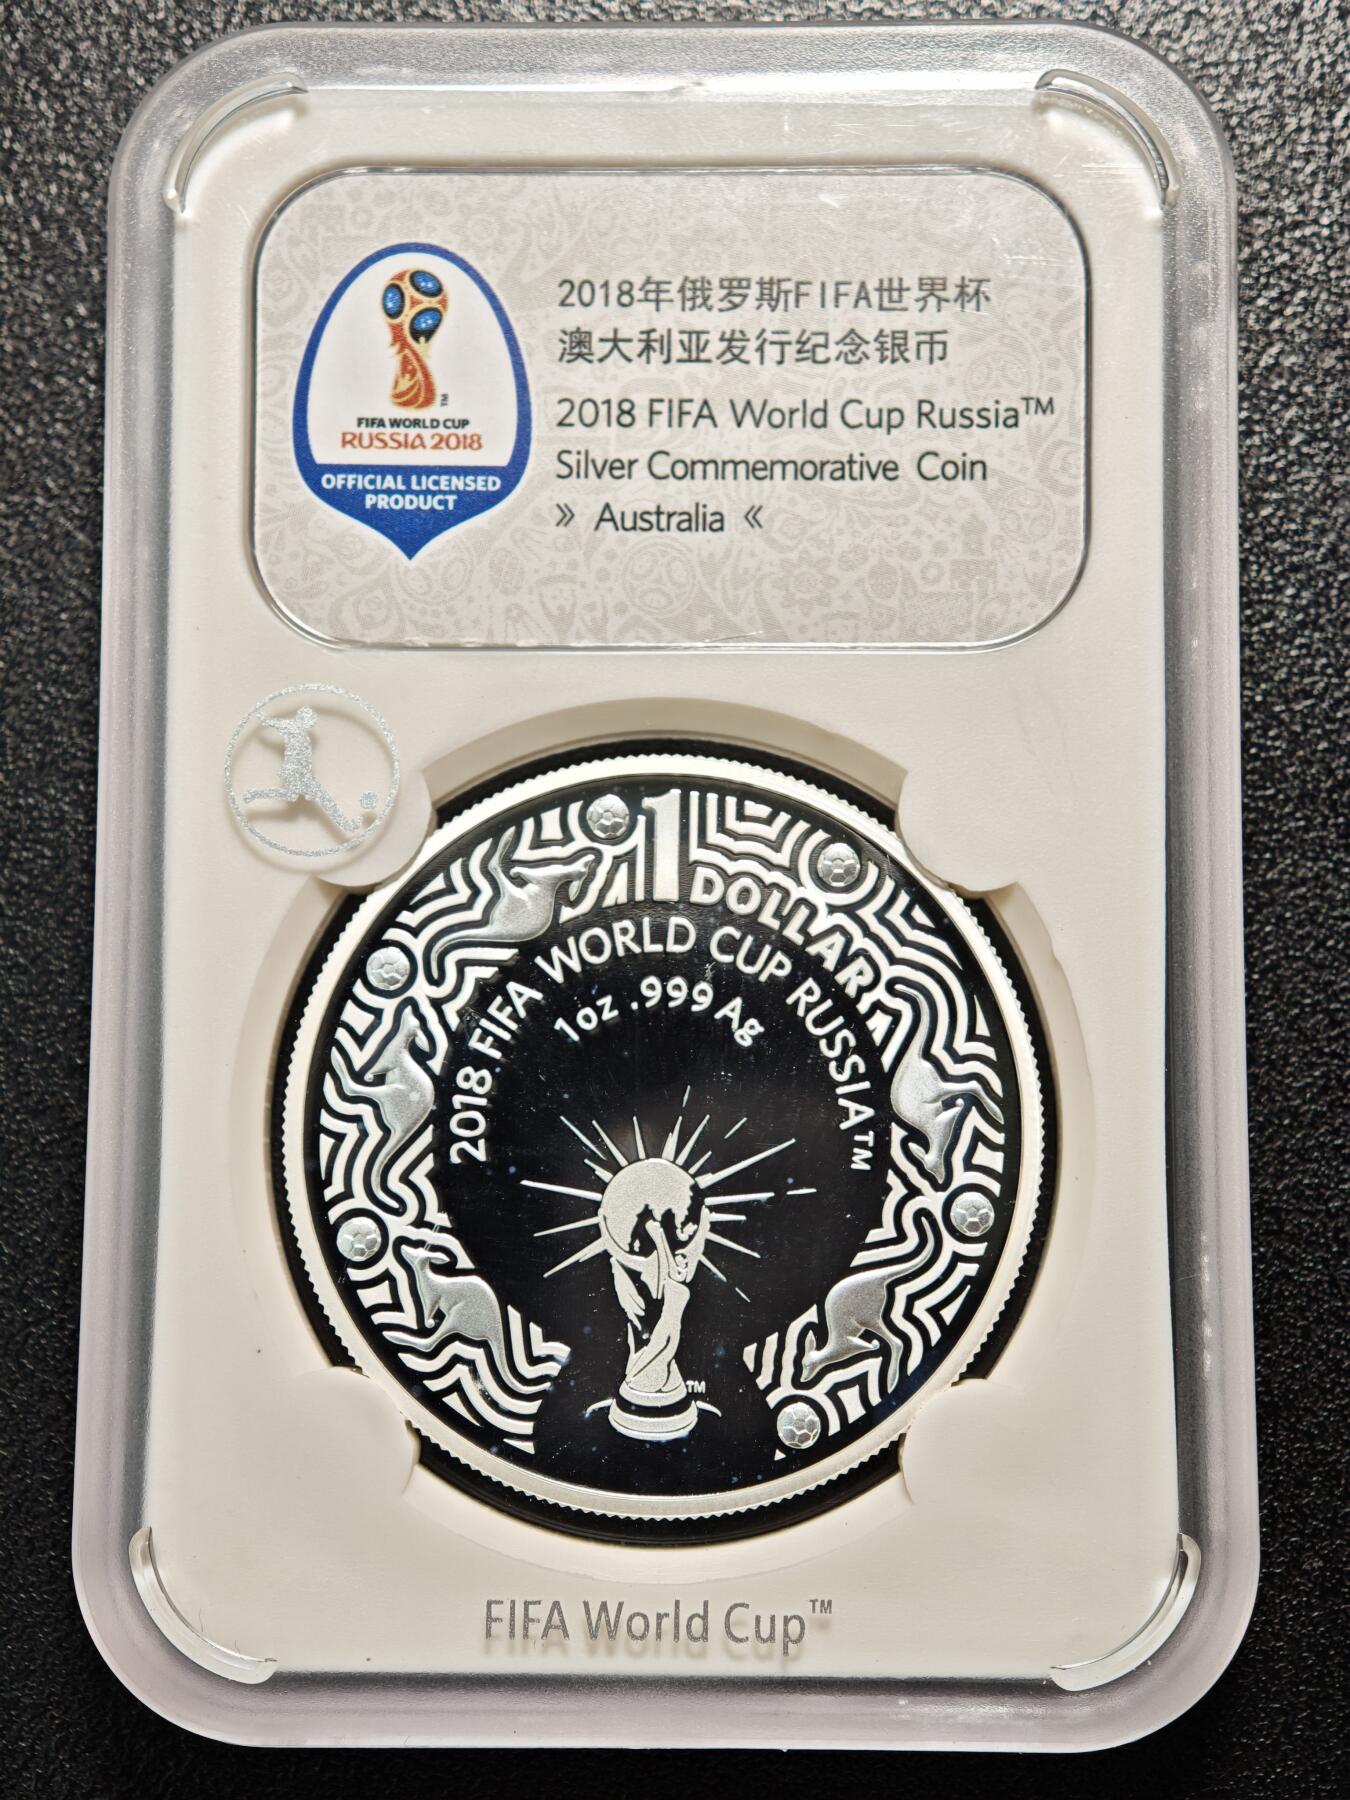 2018年俄罗斯FIFA世界杯
澳大利亚发行纪念银币
2018 FIFA World Cup Russia™
Silver Commemorative Coin
» Australia «
TM
FIFA WORLD CUP
RUSSIA 2018
OFFICIAL LICENSED
PRODUCT
1
DOLLAR
2018 FIFA WORLD CUP RUSSIA™
1oz .999 Ag
TM
FIFA World Cup™